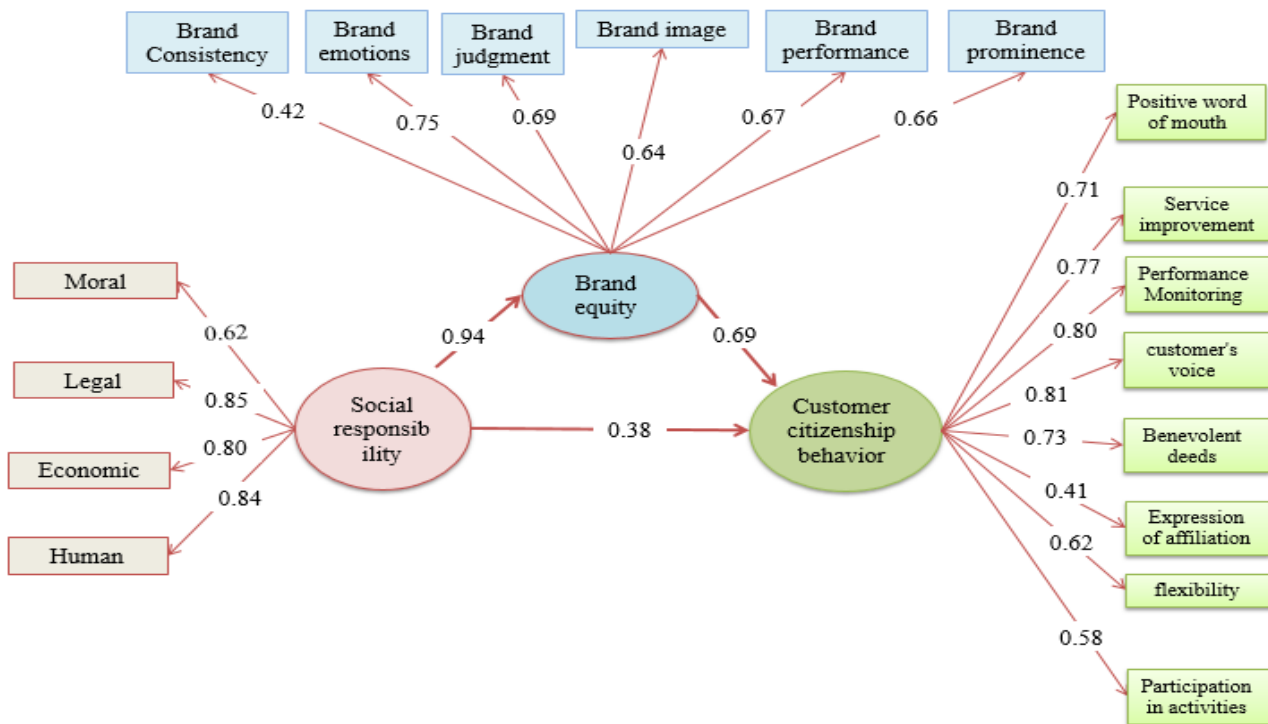 Brand
Consistency
Brand
emotions
Brand
judgment
Brand image
Brand
performance
Brand
prominence
0.42
0.75
0.69
0.64
0.67
0.66
Positive word
of mouth
Service
improvement
Performance
Monitoring
customer's
voice
Benevolent
deeds
Expression
of affiliation
flexibility
Participation
in activities
0.71
0.77
0.80
0.81
0.73
0.41
0.62
0.58
Brand
equity
0.94
0.69
Moral
Legal
Economic
Human
0.62
0.85
0.80
0.84
Social
responsib
ility
0.38
Customer
citizenship
behavior